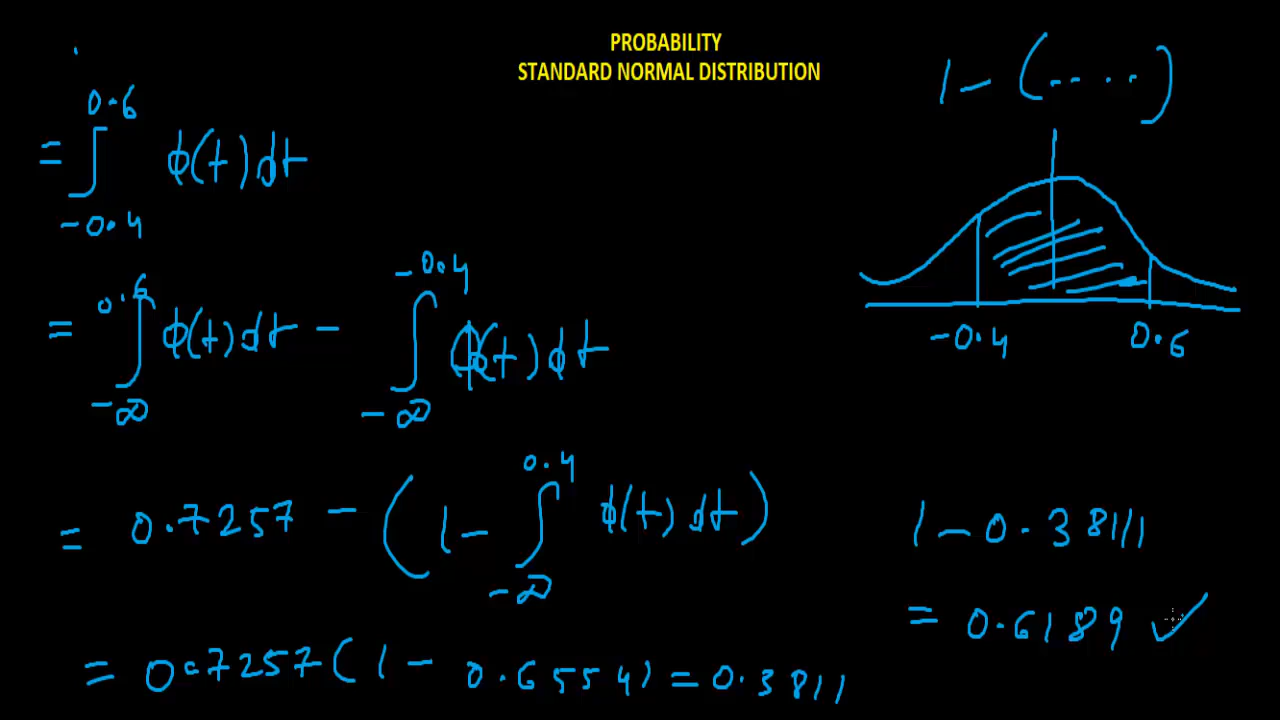 PROBABILITY
STANDARD NORMAL DISTRIBUTION
1 - (....)
= ∫_{-0.4}^{0.6} ϕ(t)dt
= ∫_{-∞}^{0.6} ϕ(t)dt - ∫_{-∞}^{-0.4} ϕ(t)dt
-0.4 0.6
= 0.7257 - (1 - ∫_{-∞}^{0.4} ϕ(t)dt)
= 0.7257(1 - 0.6554) = 0.3811
1 - 0.3811
= 0.6189 ✓